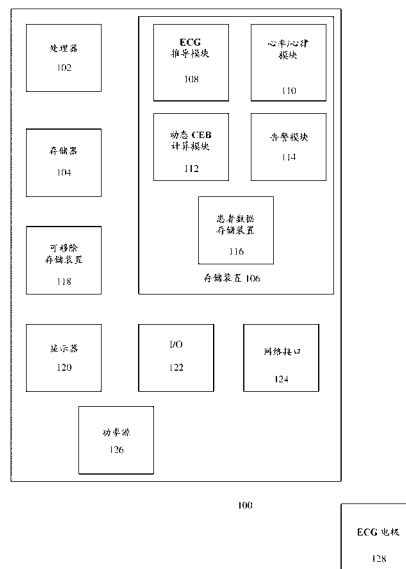 处理器
102
ECG
推导模块
108
心率/心律
模块
110
存储器
104
动态 CEB
计算模块
112
告警模块
114
可移除
存储装置
118
患者数据
存储装置
116
存储装置 106
显示器
120
I/O
122
网络接口
124
功率源
126
100
ECG 电极
128